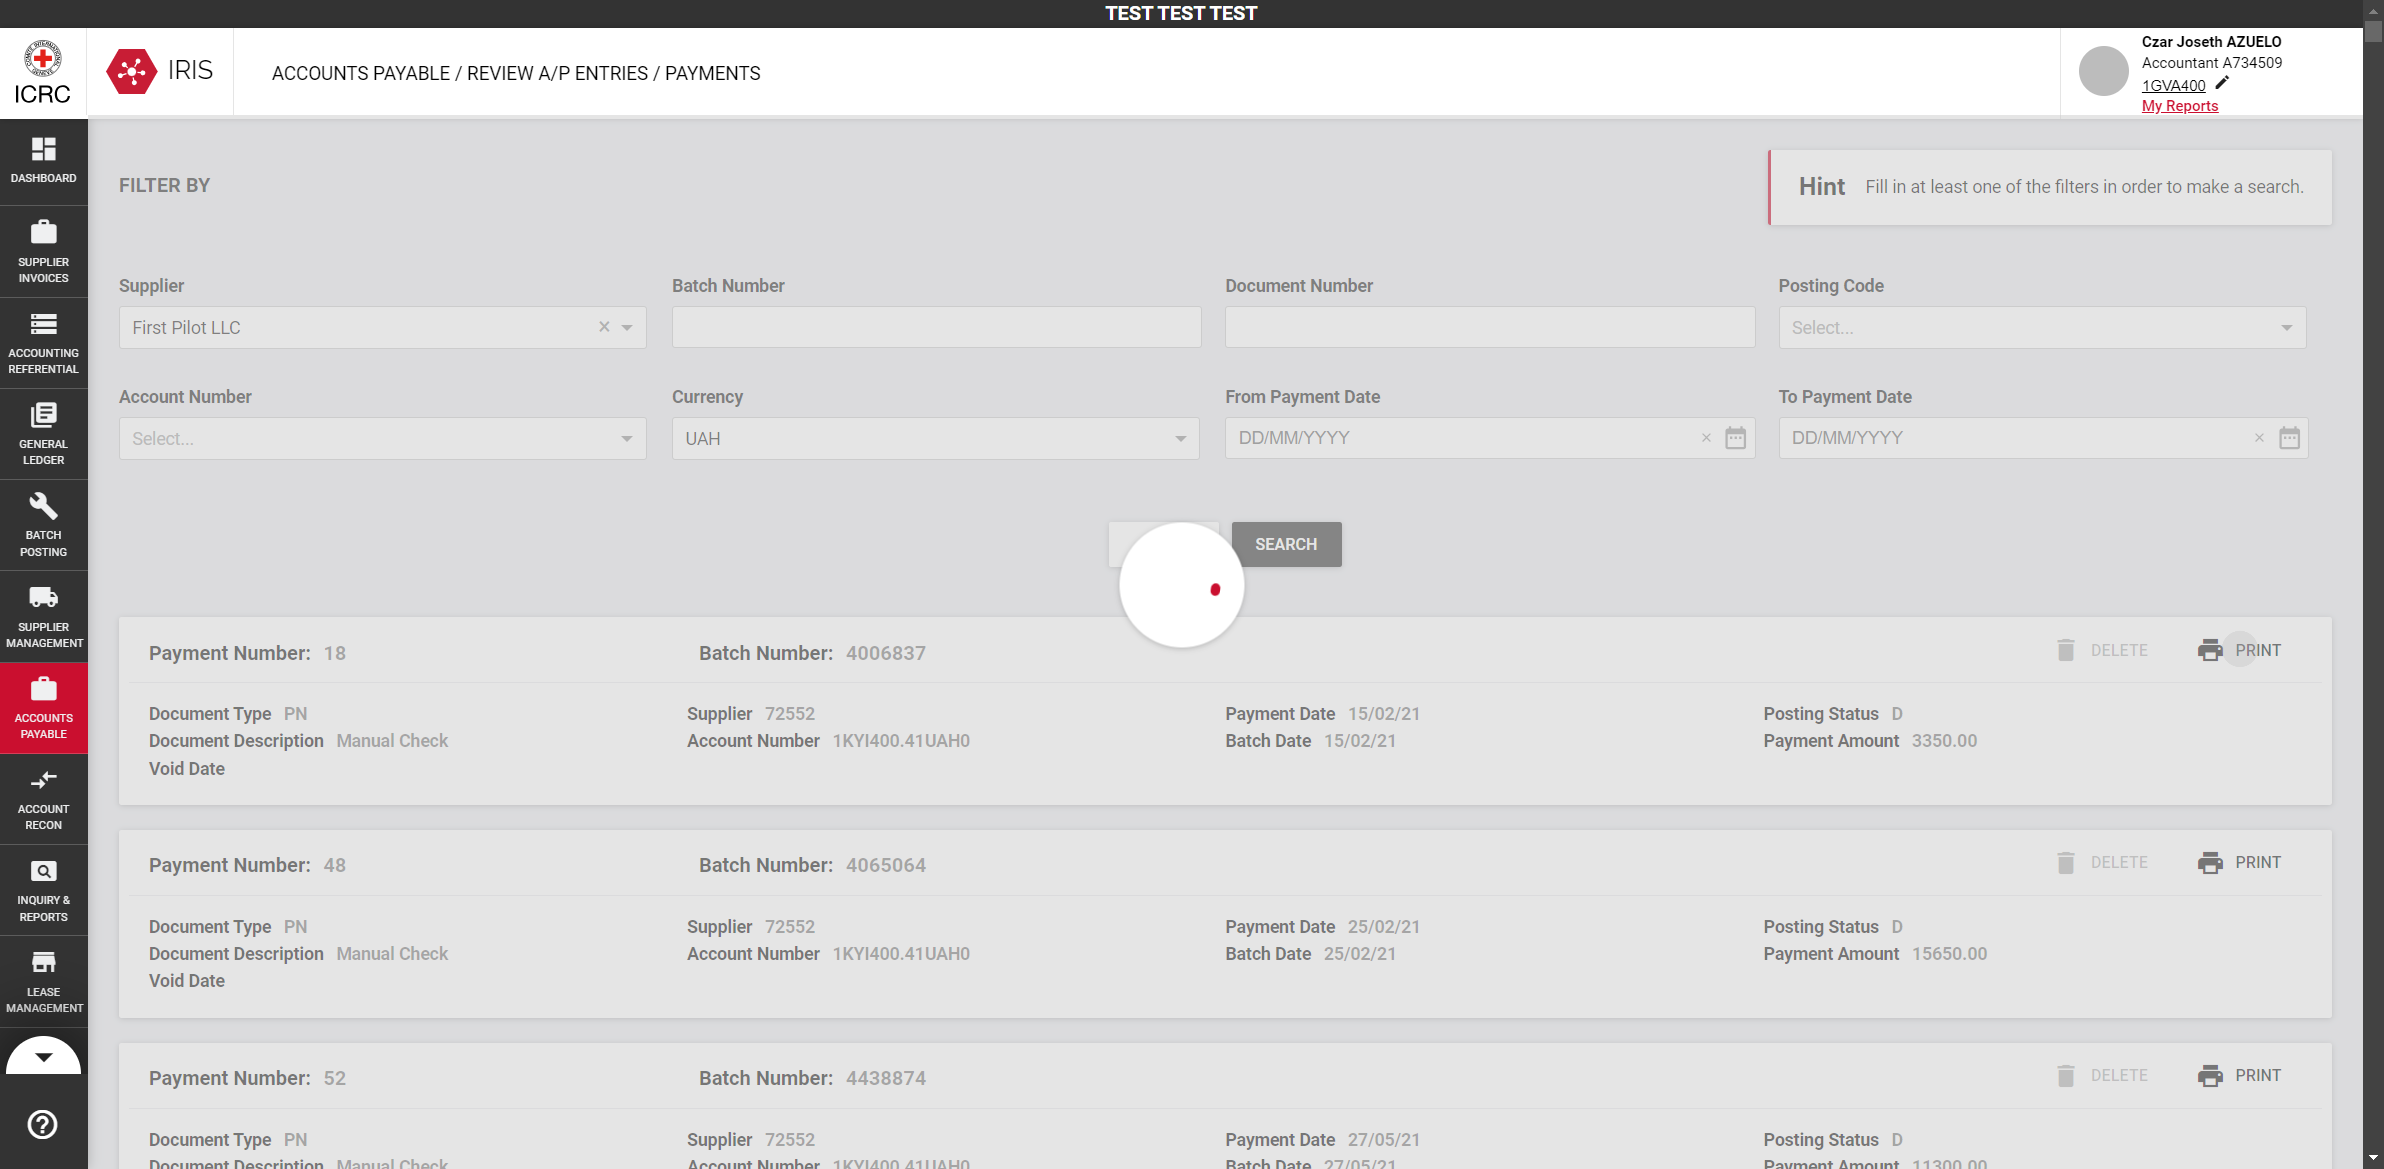 TEST TEST TEST
ICRC
IRIS
ACCOUNTS PAYABLE / REVIEW A/P ENTRIES / PAYMENTS
Czar Joseth AZUELO
Accountant A734509
1GVA400
My Reports
DASHBOARD
SUPPLIER
INVOICES
ACCOUNTING
REFERENTIAL
GENERAL
LEDGER
BATCH
POSTING
SUPPLIER
MANAGEMENT
ACCOUNTS
PAYABLE
ACCOUNT
RECON
INQUIRY &
REPORTS
LEASE
MANAGEMENT
FILTER BY
Hint Fill in at least one of the filters in order to make a search.
Supplier Batch Number Document Number Posting Code
First Pilot LLC Select...
Account Number Currency From Payment Date To Payment Date
Select... UAH DD/MM/YYYY DD/MM/YYYY
SEARCH
Payment Number: 18 Batch Number: 4006837 DELETE PRINT
Document Type PN Supplier 72552 Payment Date 15/02/21 Posting Status D
Document Description Manual Check Account Number 1KYI400.41UAH0 Batch Date 15/02/21 Payment Amount 3350.00
Void Date
Payment Number: 48 Batch Number: 4065064 DELETE PRINT
Document Type PN Supplier 72552 Payment Date 25/02/21 Posting Status D
Document Description Manual Check Account Number 1KYI400.41UAH0 Batch Date 25/02/21 Payment Amount 15650.00
Void Date
Payment Number: 52 Batch Number: 4438874 DELETE PRINT
Document Type PN Supplier 72552 Payment Date 27/05/21 Posting Status D
Document Description Manual Check Account Number 1KYI400.41UAH0 Batch Date 27/05/21 Payment Amount 11300.00